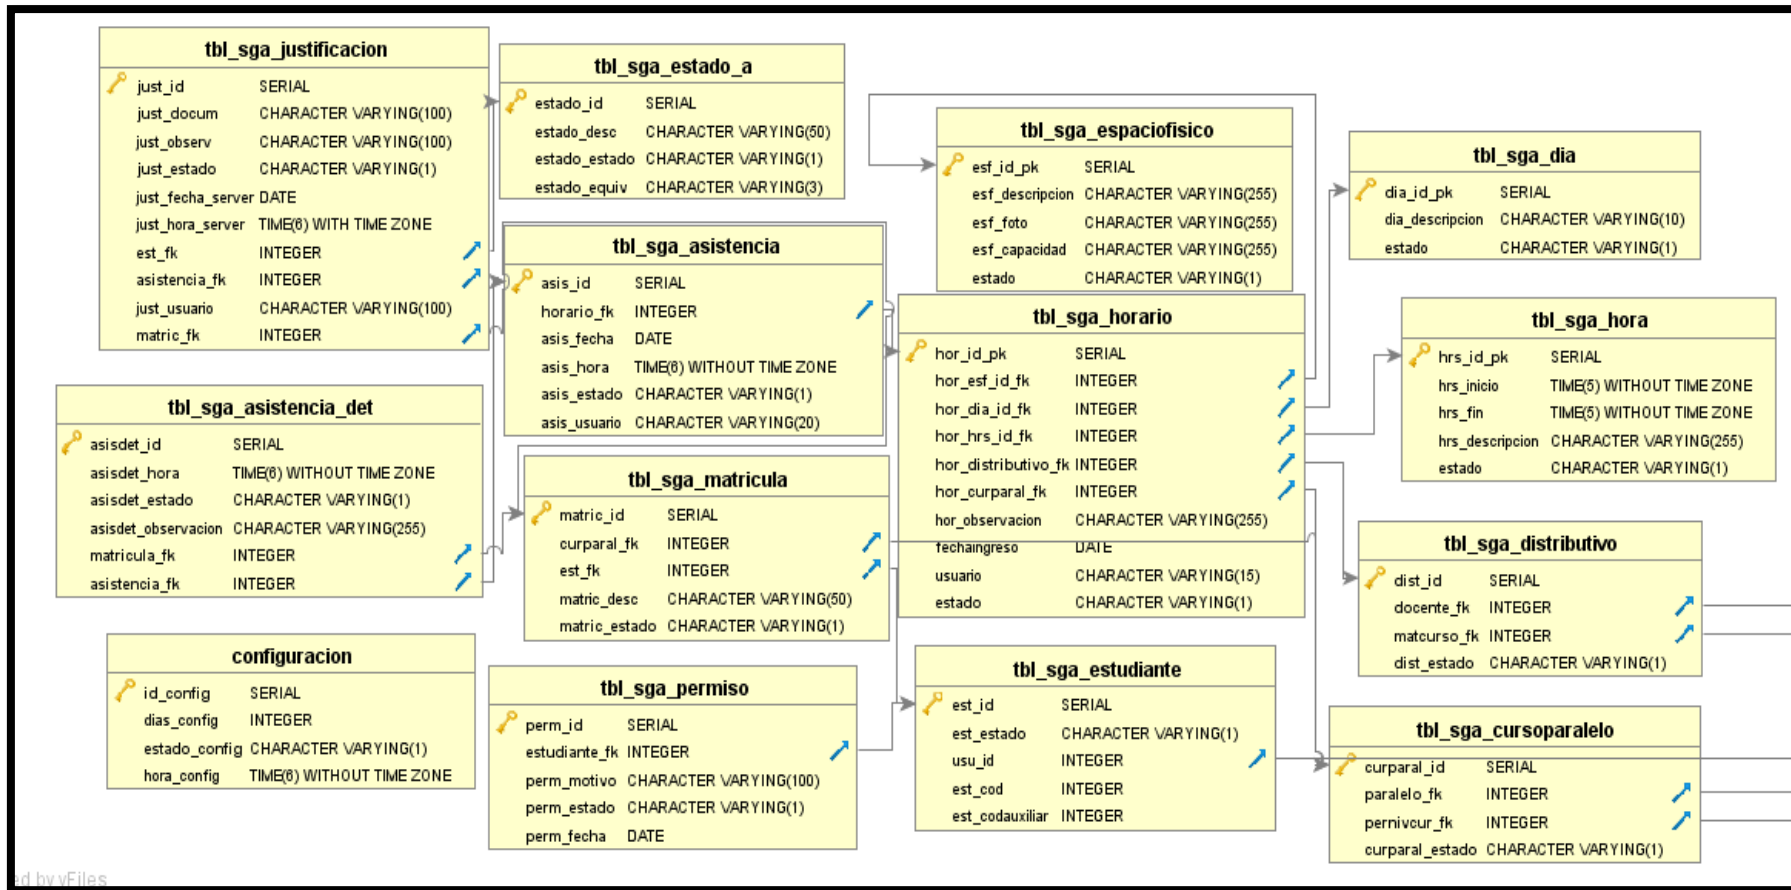 tbl_sga_justificacion
just_id SERIAL
just_docum CHARACTER VARYING(100)
just_observ CHARACTER VARYING(100)
just_estado CHARACTER VARYING(1)
just_fecha_server DATE
just_hora_server TIME(6) WITH TIME ZONE
est_fk INTEGER
asistencia_fk INTEGER
just_usuario CHARACTER VARYING(100)
matric_fk INTEGER
tbl_sga_estado_a
estado_id SERIAL
estado_desc CHARACTER VARYING(50)
estado_estado CHARACTER VARYING(1)
estado_equiv CHARACTER VARYING(3)
tbl_sga_espaciofisico
esf_id_pk SERIAL
esf_descripcion CHARACTER VARYING(255)
esf_foto CHARACTER VARYING(255)
esf_capacidad CHARACTER VARYING(255)
estado CHARACTER VARYING(1)
tbl_sga_dia
dia_id_pk SERIAL
dia_descripcion CHARACTER VARYING(10)
estado CHARACTER VARYING(1)
tbl_sga_asistencia
asis_id SERIAL
horario_fk INTEGER
asis_fecha DATE
asis_hora TIME(6) WITHOUT TIME ZONE
asis_estado CHARACTER VARYING(1)
asis_usuario CHARACTER VARYING(20)
tbl_sga_horario
hor_id_pk SERIAL
hor_esf_id_fk INTEGER
hor_dia_id_fk INTEGER
hor_hrs_id_fk INTEGER
hor_distributivo_fk INTEGER
hor_curparal_fk INTEGER
hor_observacion CHARACTER VARYING(255)
fechaingreso DATE
usuario CHARACTER VARYING(15)
estado CHARACTER VARYING(1)
tbl_sga_hora
hrs_id_pk SERIAL
hrs_inicio TIME(5) WITHOUT TIME ZONE
hrs_fin TIME(5) WITHOUT TIME ZONE
hrs_descripcion CHARACTER VARYING(255)
estado CHARACTER VARYING(1)
tbl_sga_asistencia_det
asisdet_id SERIAL
asisdet_hora TIME(6) WITHOUT TIME ZONE
asisdet_estado CHARACTER VARYING(1)
asisdet_observacion CHARACTER VARYING(255)
matricula_fk INTEGER
asistencia_fk INTEGER
tbl_sga_matricula
matric_id SERIAL
curparal_fk INTEGER
est_fk INTEGER
matric_desc CHARACTER VARYING(50)
matric_estado CHARACTER VARYING(1)
tbl_sga_distributivo
dist_id SERIAL
docente_fk INTEGER
matcurso_fk INTEGER
dist_estado CHARACTER VARYING(1)
configuracion
id_config SERIAL
dias_config INTEGER
estado_config CHARACTER VARYING(1)
hora_config TIME(6) WITHOUT TIME ZONE
tbl_sga_permiso
perm_id SERIAL
estudiante_fk INTEGER
perm_motivo CHARACTER VARYING(100)
perm_estado CHARACTER VARYING(1)
perm_fecha DATE
tbl_sga_estudiante
est_id SERIAL
est_estado CHARACTER VARYING(1)
usu_id INTEGER
est_cod INTEGER
est_codauxiliar INTEGER
tbl_sga_cursoparalelo
curparal_id SERIAL
paralelo_fk INTEGER
pernivcur_fk INTEGER
curparal_estado CHARACTER VARYING(1)
ed by yFiles